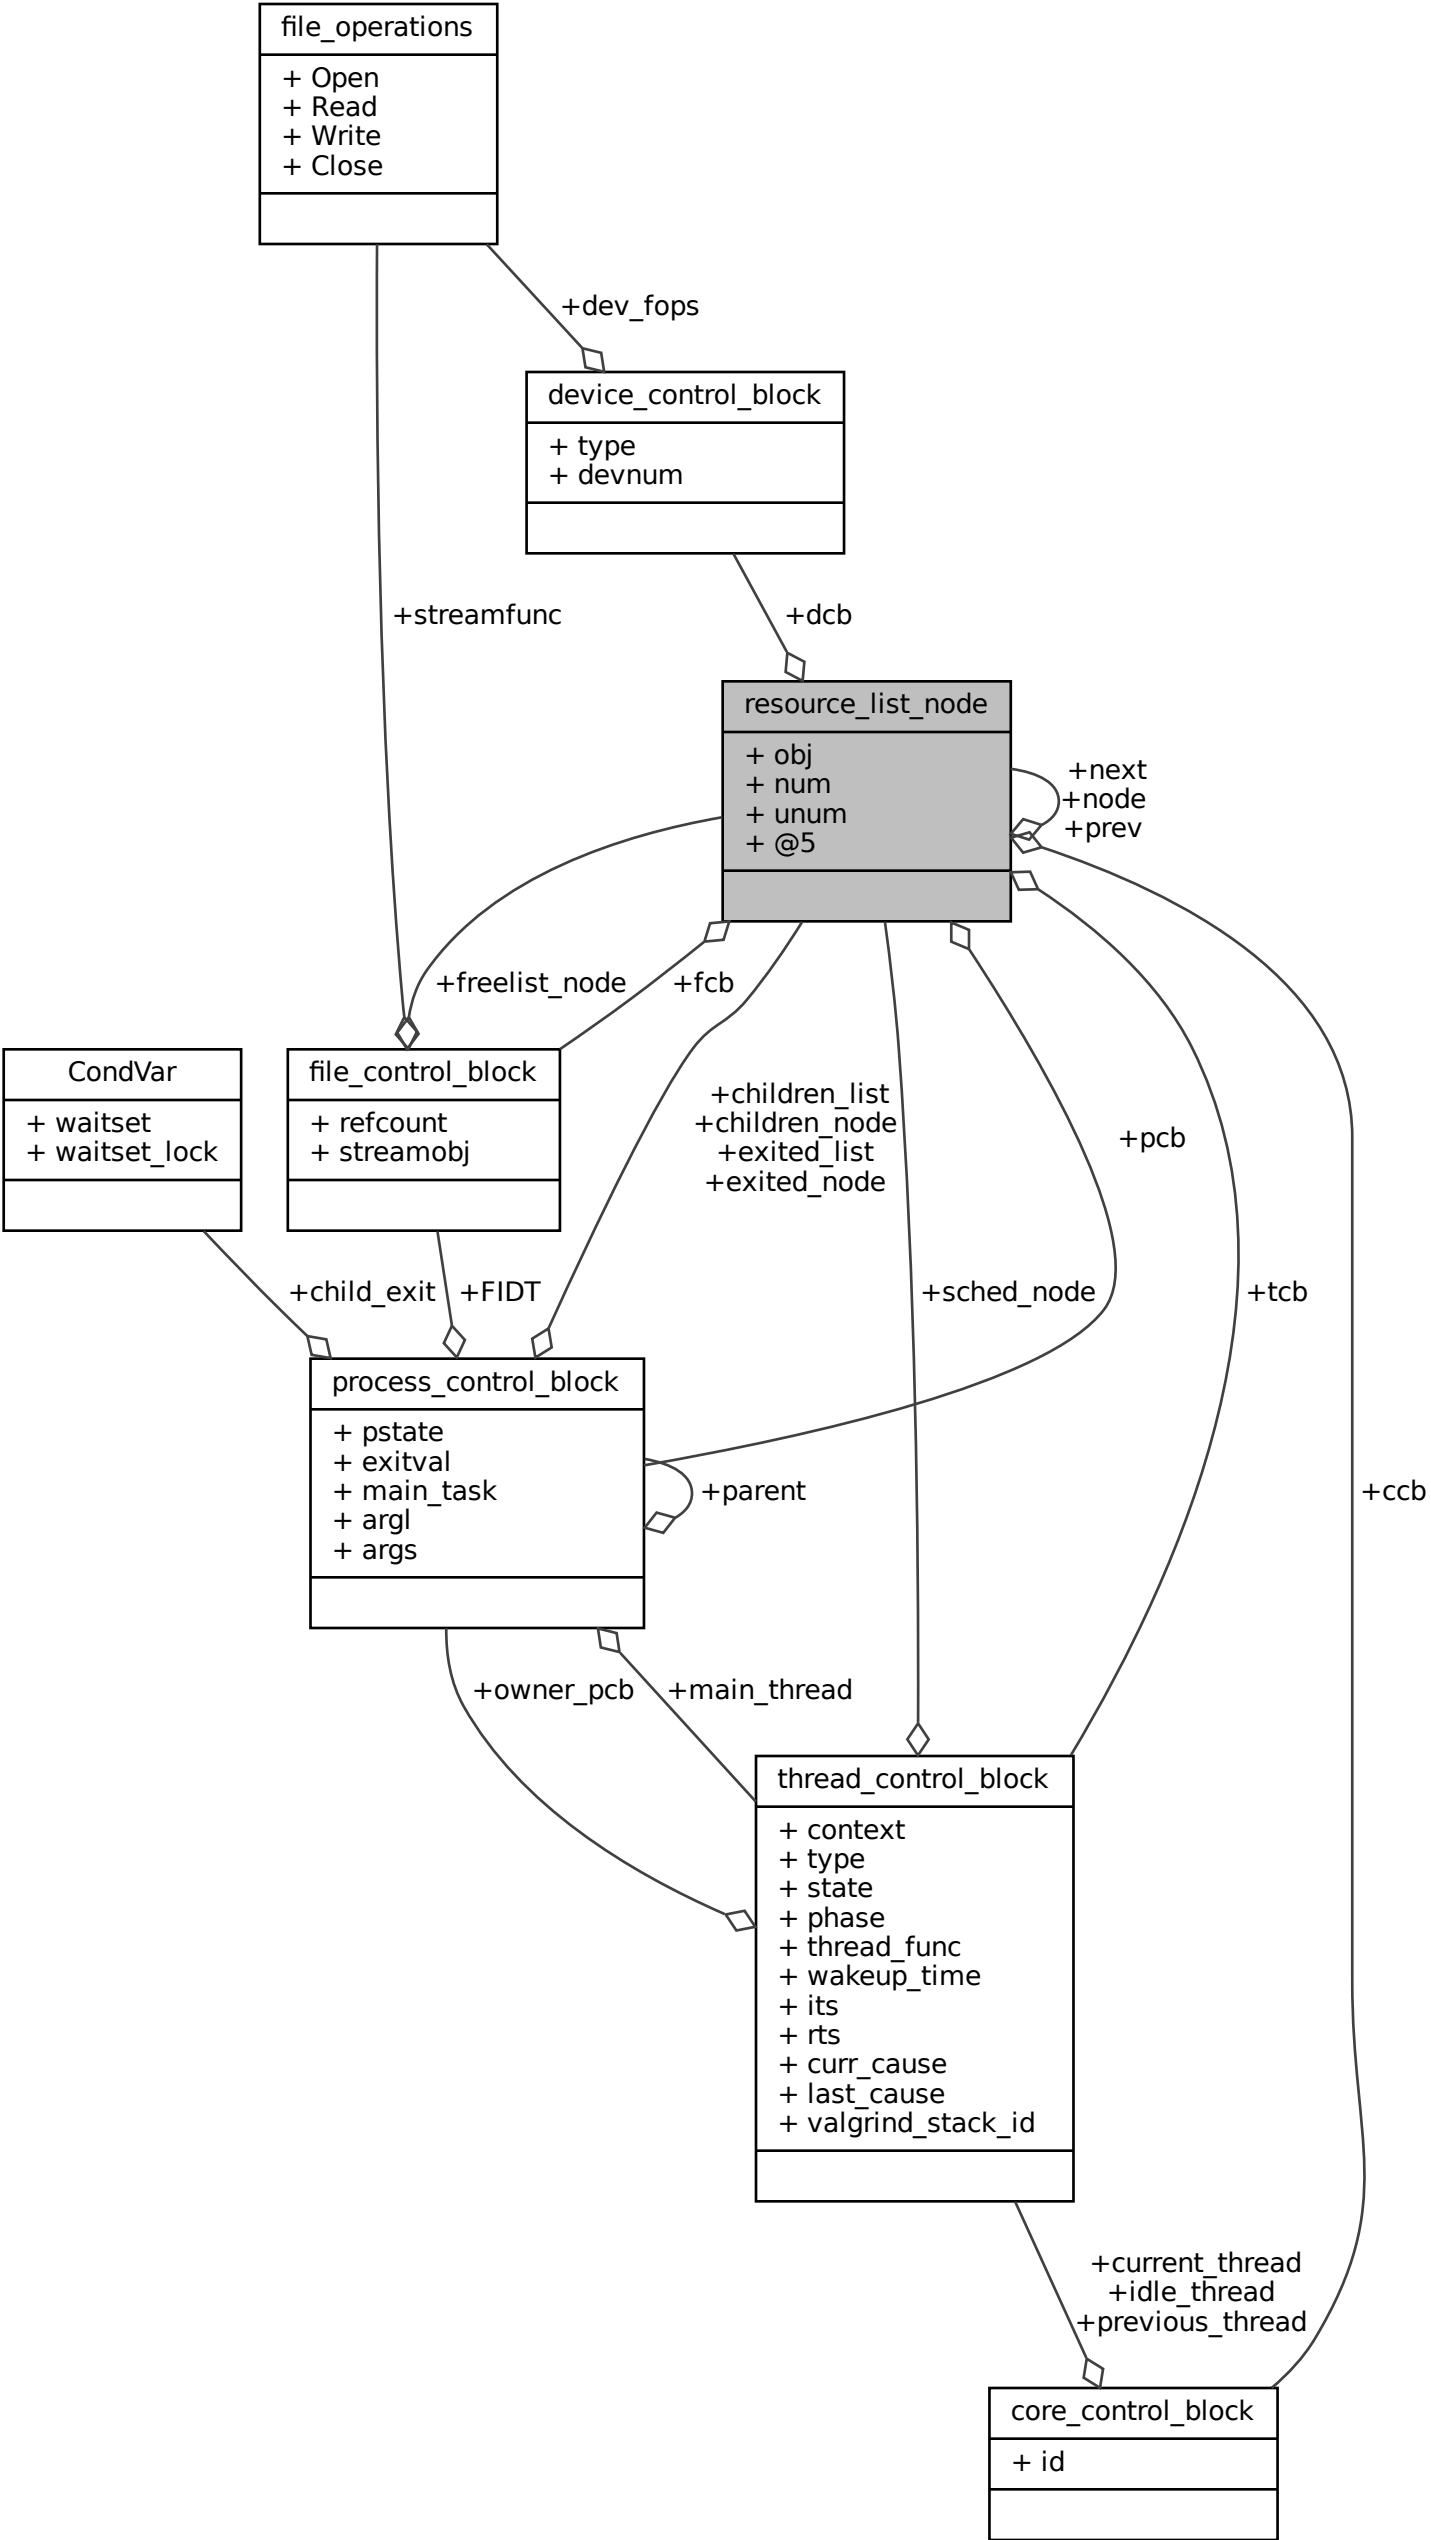 file_operations
+ Open
+ Read
+ Write
+ Close
+dev_fops
device_control_block
+ type
+ devnum
+streamfunc
+dcb
resource_list_node
+ obj
+ num
+ unum
+ @5
+next
+node
+prev
+freelist_node
+fcb
CondVar
+ waitset
+ waitset_lock
file_control_block
+ refcount
+ streamobj
+children_list
+children_node
+exited_list
+exited_node
+pcb
+child_exit
+FIDT
+sched_node
+tcb
process_control_block
+ pstate
+ exitval
+ main_task
+ argl
+ args
+parent
+ccb
+owner_pcb
+main_thread
thread_control_block
+ context
+ type
+ state
+ phase
+ thread_func
+ wakeup_time
+ its
+ rts
+ curr_cause
+ last_cause
+ valgrind_stack_id
+current_thread
+idle_thread
+previous_thread
core_control_block
+ id